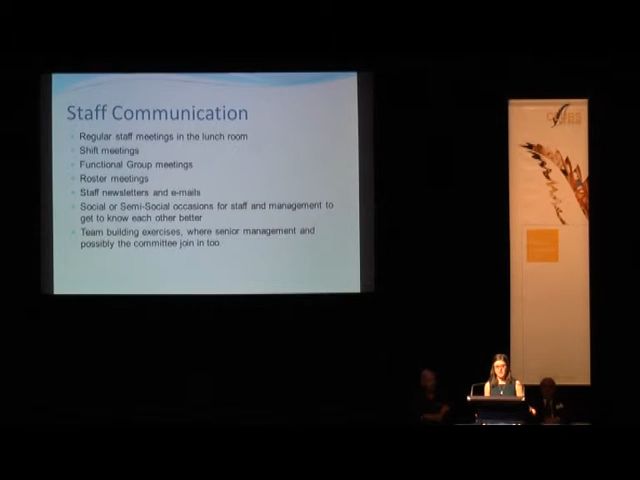 Staff Communication
Regular staff meetings in the lunch room
Shift meetings
Functional Group meetings
Roster meetings
Staff newsletters and e-mails
Social or Semi-Social occasions for staff and management to
get to know each other better
Team building exercises, where senior management and
possibly the committee join in too